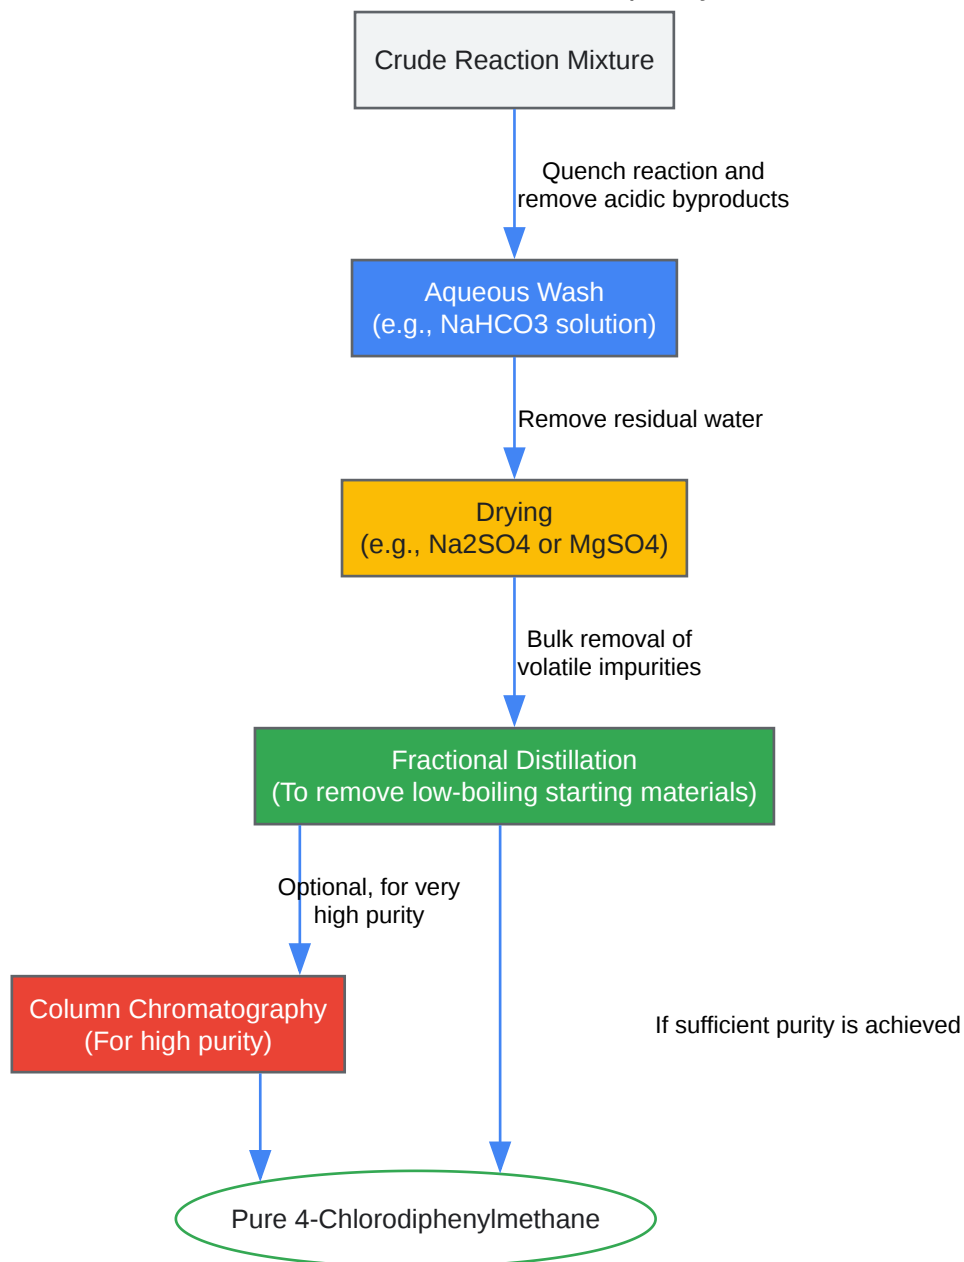 Crude Reaction Mixture
Quench reaction and
remove acidic byproducts
Aqueous Wash
(e.g., NaHCO3 solution)
Remove residual water
Drying
(e.g., Na2SO4 or MgSO4)
Bulk removal of
volatile impurities
Fractional Distillation
(To remove low-boiling starting materials)
Optional, for very
high purity
Column Chromatography
(For high purity)
If sufficient purity is achieved
Pure 4-Chlorodiphenylmethane